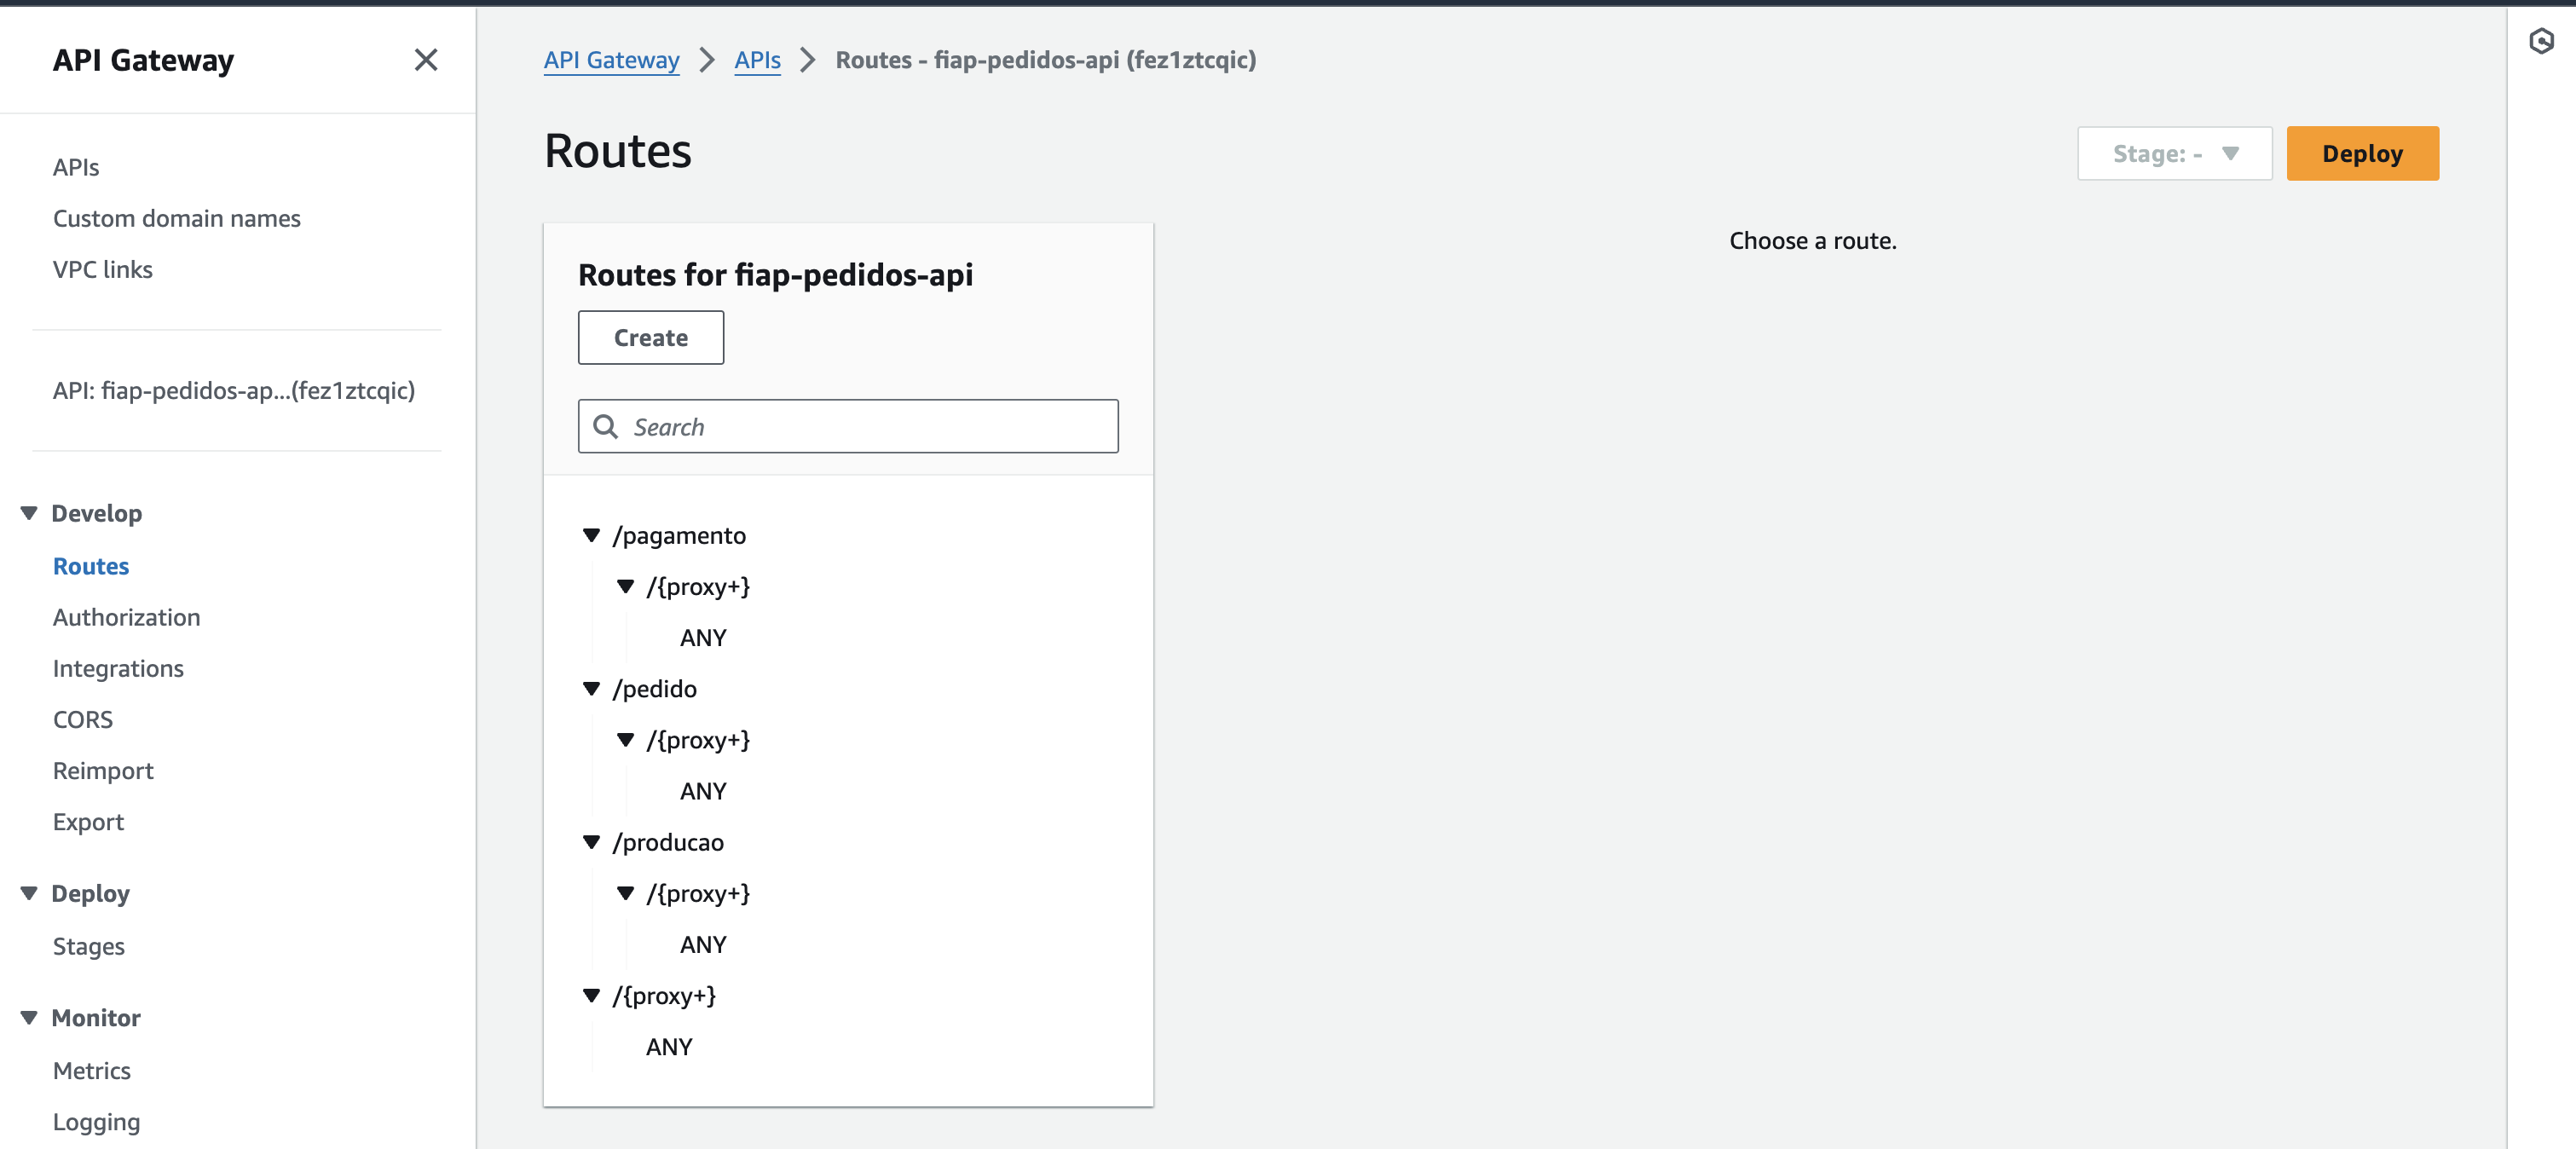 API Gateway
APIs
Custom domain names
VPC links
API: fiap-pedidos-ap...(fez1ztcqic)
Develop
Routes
Authorization
Integrations
CORS
Reimport
Export
Deploy
Stages
Monitor
Metrics
Logging
API Gateway > APIs > Routes - fiap-pedidos-api (fez1ztcqic)
Routes
Stage: -
Deploy
Routes for fiap-pedidos-api
Create
Search
/pagamento
/{proxy+}
ANY
/pedido
/{proxy+}
ANY
/producao
/{proxy+}
ANY
/{proxy+}
ANY
Choose a route.